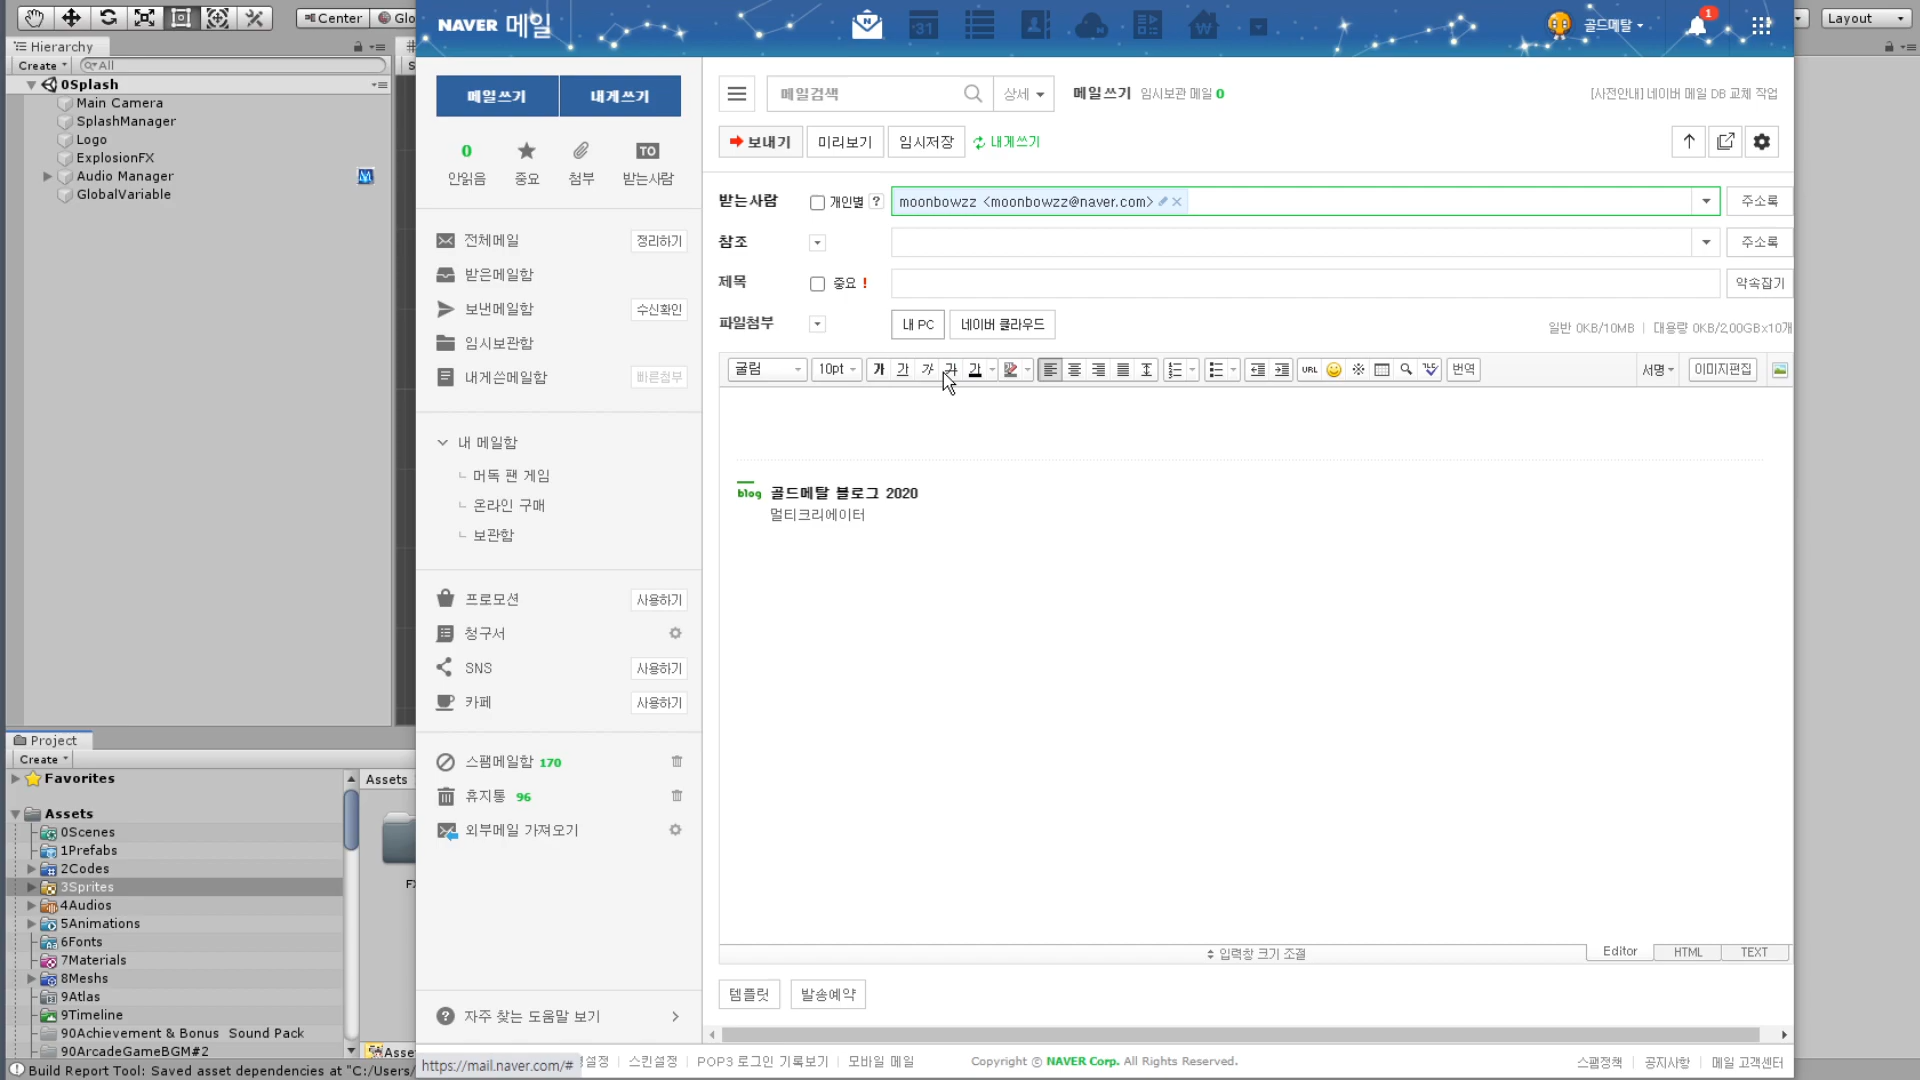 Center
Glo
Layout
Hierarchy
Create
All
0Splash
Main Camera
SplashManager
Logo
ExplosionFX
Audio Manager
GlobalVariable
Project
Create
Favorites
Assets
0Scenes
1Prefabs
2Codes
3Sprites
4Audios
5Animations
6Fonts
7Materials
8Meshs
9Atlas
9Timeline
90Achievement & Bonus Sound Pack
90ArcadeGameBGM#2
Assets
Asse
Build Report Tool: Saved asset dependencies at "C:/Users/
NAVER 메일
31
골드메탈
1
메일쓰기
내게쓰기
0
안읽음
중요
첨부
TO
받는사람
전체메일 정리하기
받은메일함
보낸메일함 수신확인
임시보관함
내게쓴메일함 빠른첨부
내 메일함
머독 팬 게임
온라인 구매
보관함
프로모션 사용하기
청구서
SNS 사용하기
카페 사용하기
스팸메일함 170
휴지통 96
외부메일 가져오기
자주 찾는 도움말 보기
메일검색
상세
메일쓰기 임시보관 메일 0
[사전안내] 네이버 메일 DB 교체 작업
보내기
미리보기
임시저장
내게쓰기
받는사람 개인별 ? moonbowzz <moonbowzz@naver.com> 주소록
참조 주소록
제목 중요 ! 약속잡기
파일첨부 내 PC 네이버 클라우드
일반 0KB/10MB | 대용량 0KB/2.00GBx10개
굴림 10pt 가 가 가 가 가 URL 번역 서명 이미지편집
blog 골드메탈 블로그 2020
멀티크리에이터
입력창 크기 조절
Editor HTML TEXT
템플릿 발송예약
https://mail.naver.com/#
설정 | 스킨설정 | POP3 로그인 기록보기 | 모바일 메일
Copyright © NAVER Corp. All Rights Reserved.
스팸정책 | 공지사항 | 메일 고객센터